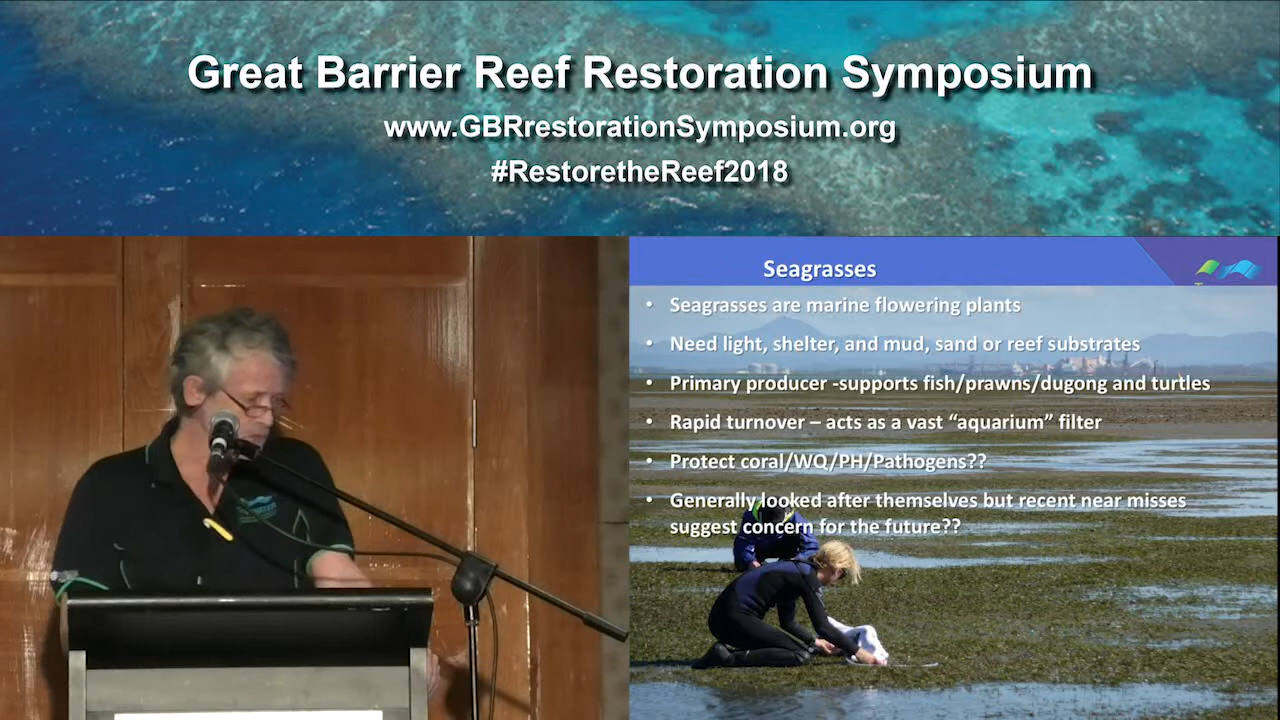 Great Barrier Reef Restoration Symposium
www.GBRrestorationSymposium.org
#RestoretheReef2018
Seagrasses
• Seagrasses are marine flowering plants
• Need light, shelter, and mud, sand or reef substrates
• Primary producer -supports fish/prawns/dugong and turtles
• Rapid turnover – acts as a vast “aquarium” filter
• Protect coral/WQ/PH/Pathogens??
• Generally looked after themselves but recent near misses
suggest concern for the future??